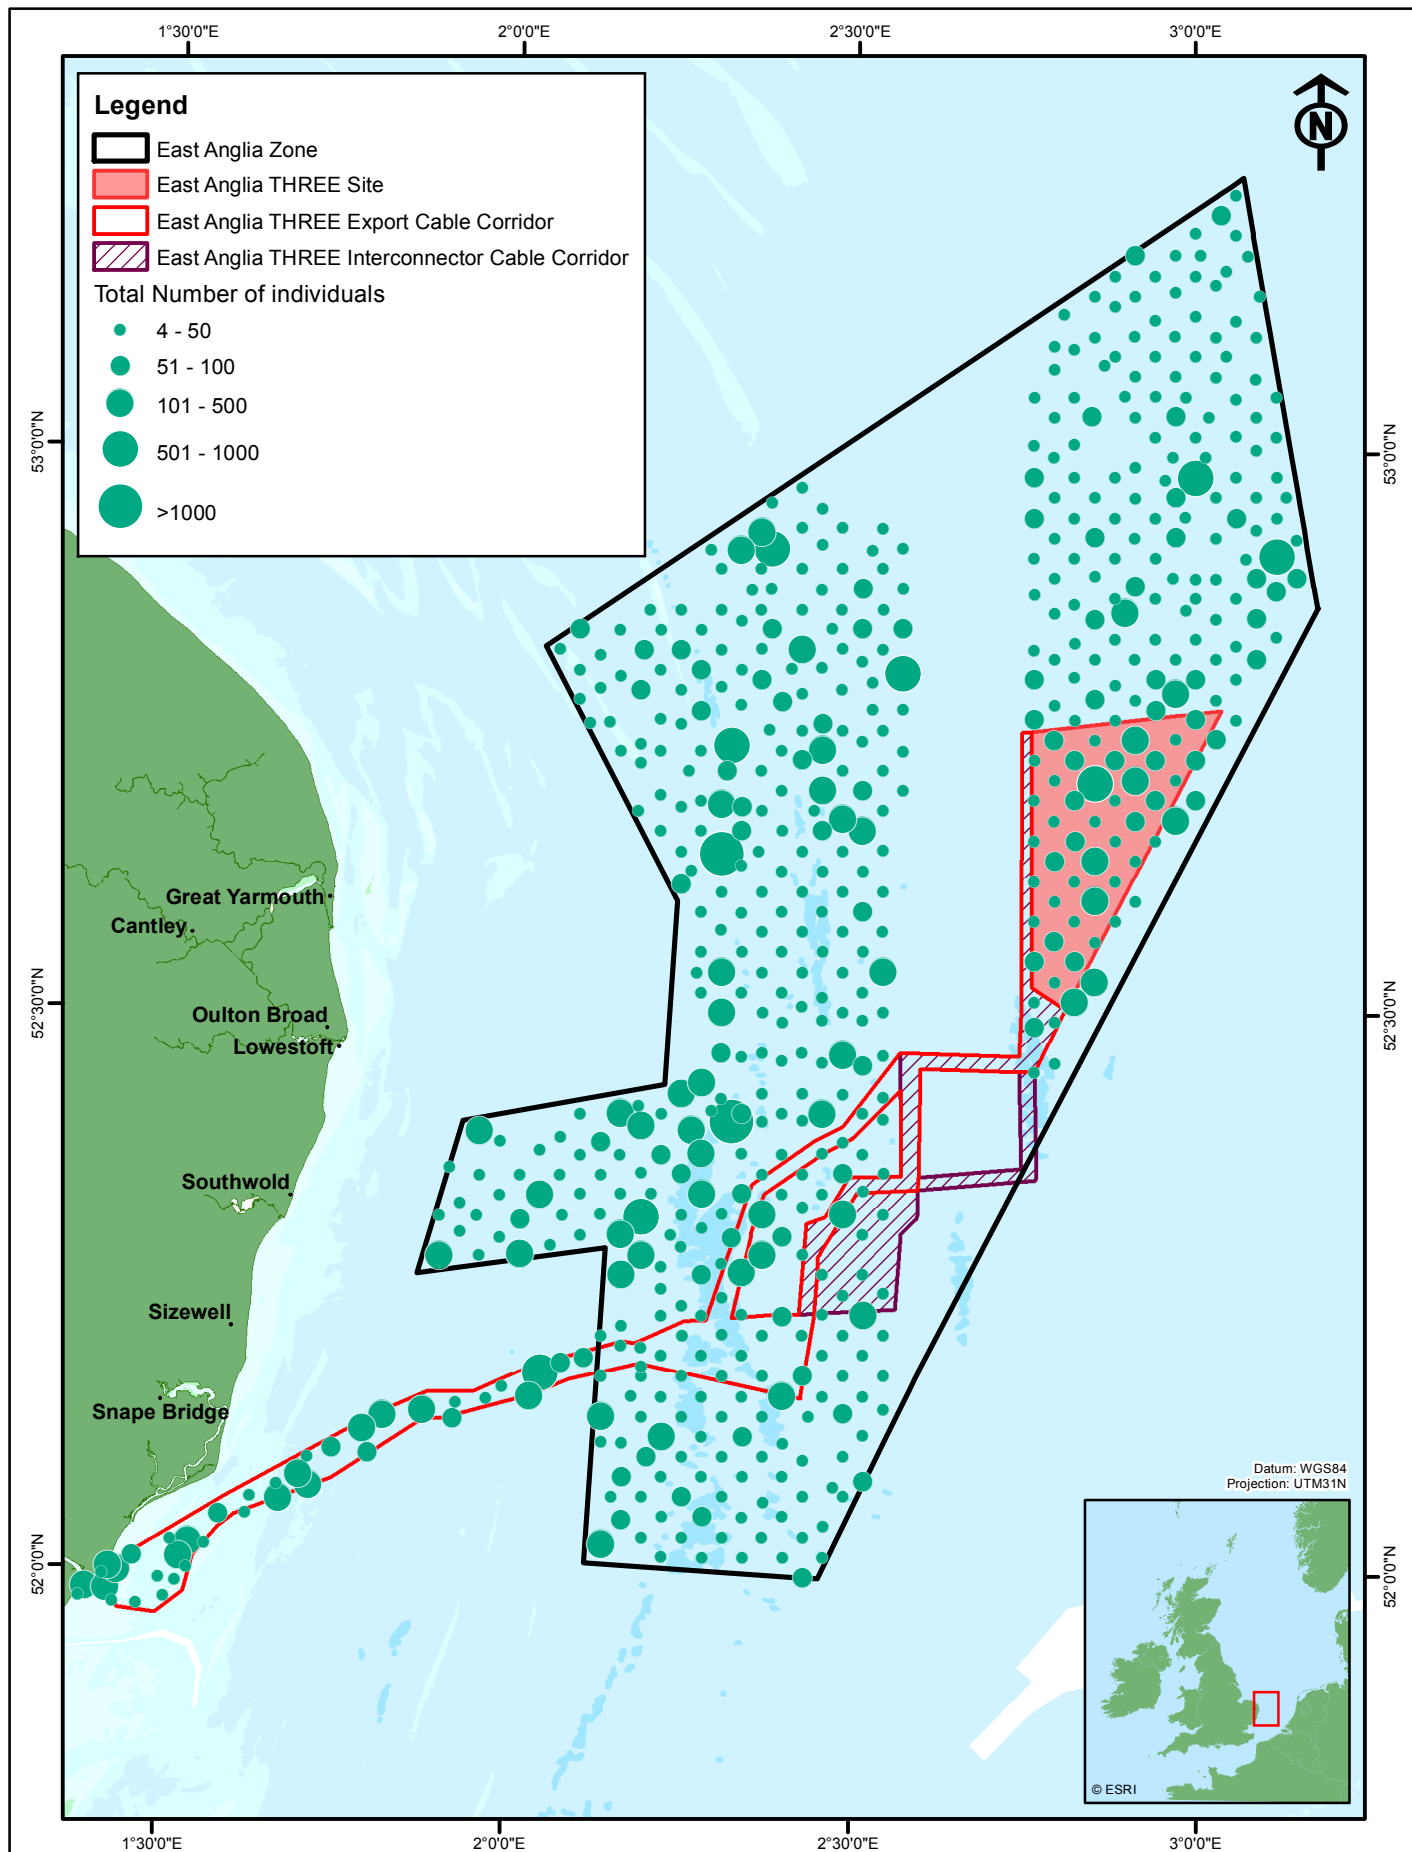 1°30'0"E
2°0'0"E
2°30'0"E
3°0'0"E
Legend
East Anglia Zone
East Anglia THREE Site
East Anglia THREE Export Cable Corridor
East Anglia THREE Interconnector Cable Corridor
Total Number of individuals
4 - 50
51 - 100
101 - 500
501 - 1000
>1000
N
53°0'0"N
53°0'0"N
Great Yarmouth
Cantley
52°30'0"N
52°30'0"N
Oulton Broad
Lowestoft
Southwold
Sizewell
Snape Bridge
Datum: WGS84
Projection: UTM31N
52°0'0"N
52°0'0"N
© ESRI
1°30'0"E
2°0'0"E
2°30'0"E
3°0'0"E